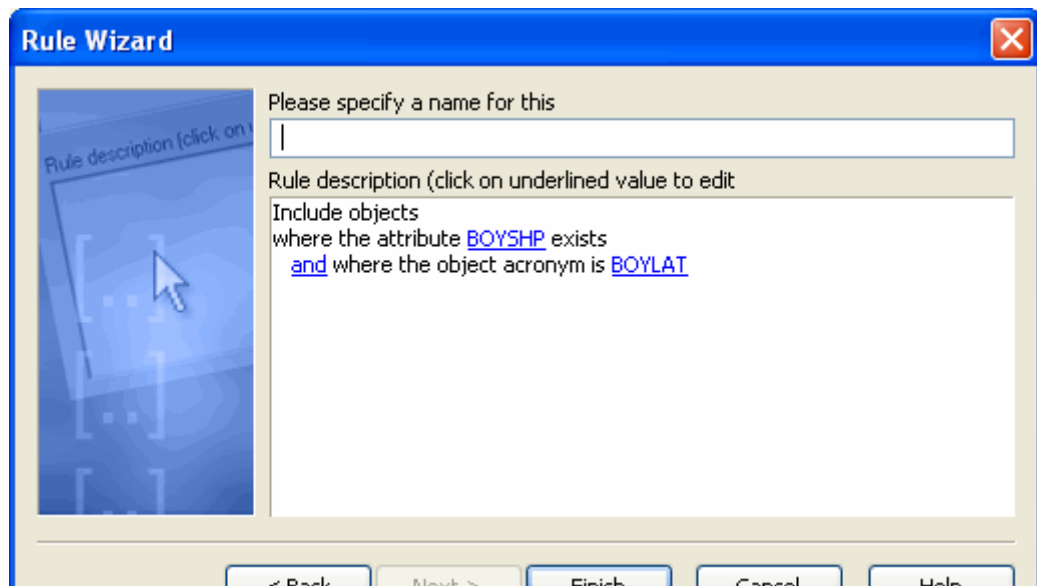 Rule Wizard
Please specify a name for this
Rule description (click on u
Rule description (click on underlined value to edit
Include objects
where the attribute BOYSHP exists
and where the object acronym is BOYLAT
[..]
[..]
[..]
< Back Next > Finish Cancel Help